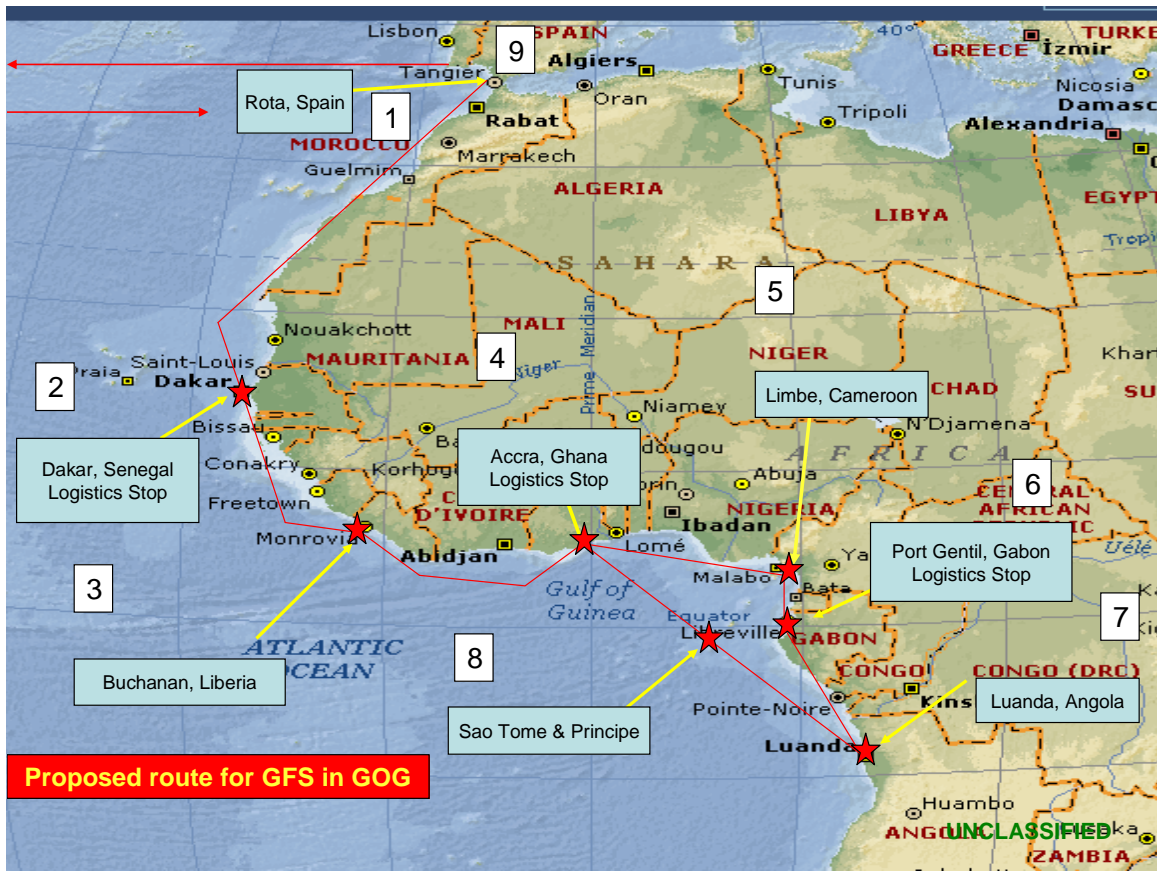 Lisbon
9
SPAIN
40°
GREECE
İzmir
Tangier
Algiers
Tunis
Nicosia
Rota, Spain
1
Oran
Rabat
Tripoli
Alexandria
MOROCCO
Marrakech
Guelmim
ALGERIA
LIBYA
SAHARA
5
Nouakchott
MALI
Prime Meridian
4
MAURITANIA
NIGER
Saint-Louis
2
Dakar
Niger
CHAD
Limbe, Cameroon
Niamey
Bissau
N'Djamena
Dakar, Senegal
Logistics Stop
Accra, Ghana
Logistics Stop
AFRICA
Conakry
Abuja
6
Freetown
CENTRAL
AFRICAN
D'IVOIRE
NIGERIA
Ibadan
Monrovia
Abidjan
Lomé
Port Gentil, Gabon
Logistics Stop
Uélé
Malabo
Bata
3
Gulf of
Guinea
Equator
7
Libreville
GABON
ATLANTIC
OCEAN
8
CONGO
CONGO (DRC)
Buchanan, Liberia
Pointe-Noire
Luanda, Angola
Sao Tome & Principe
Luanda
Proposed route for GFS in GOG
Huambo
UNCLASSIFIED
ZAMBIA